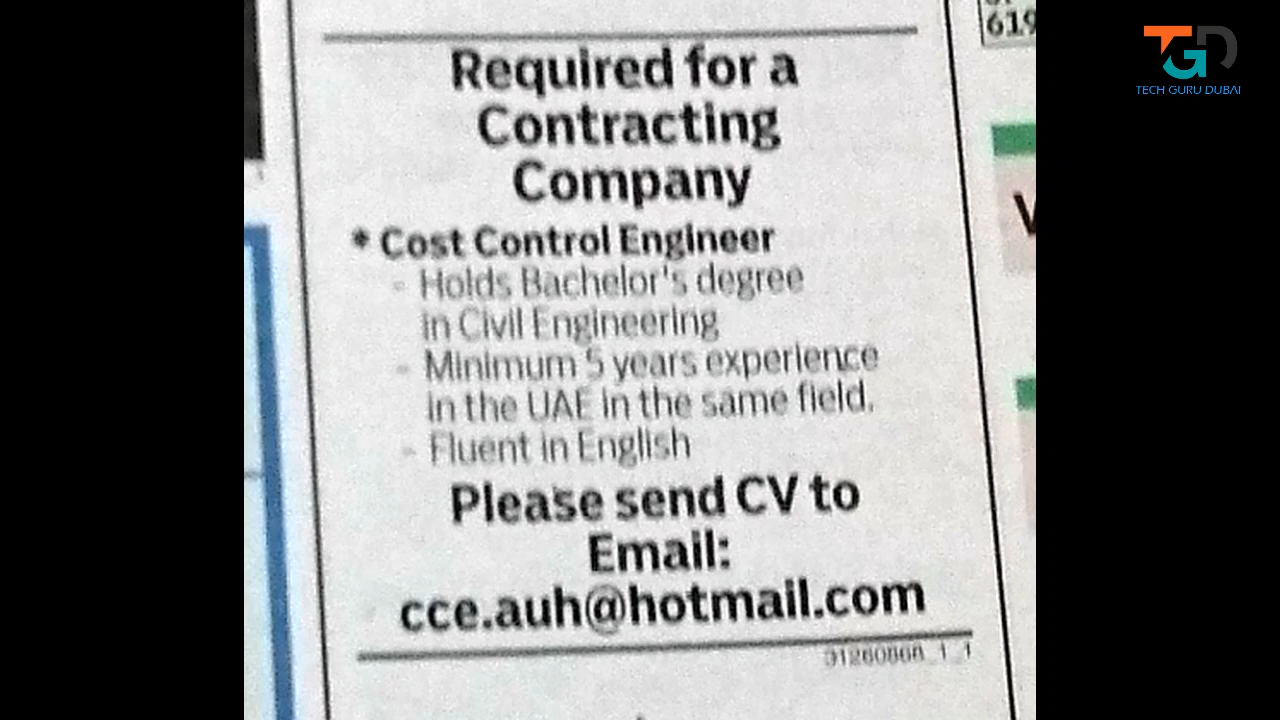 619
TGD
TECH GURU DUBAI
Required for a
Contracting
Company
* Cost Control Engineer
- Holds Bachelor's degree
in Civil Engineering
- Minimum 5 years experience
in the UAE in the same field.
- Fluent in English
Please send CV to
Email:
cce.auh@hotmail.com